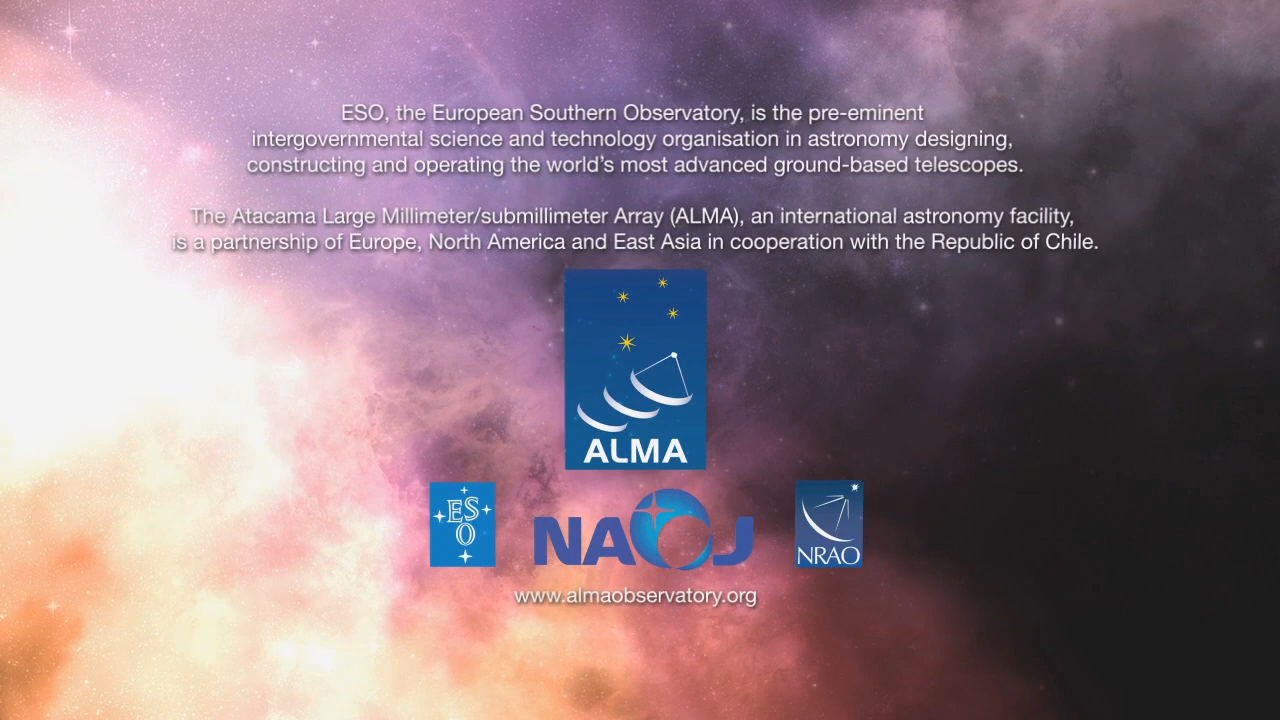 ESO, the European Southern Observatory, is the pre-eminent
intergovernmental science and technology organisation in astronomy designing,
constructing and operating the world's most advanced ground-based telescopes.
The Atacama Large Millimeter/submillimeter Array (ALMA), an international astronomy facility,
is a partnership of Europe, North America and East Asia in cooperation with the Republic of Chile.
ALMA
ESO
NAOJ
NRAO
www.almaobservatory.org